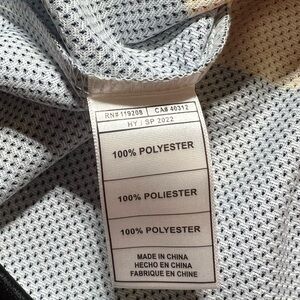 RN# 119208 CA# 40312
HY / SP 2022
100% POLYESTER
100% POLIESTER
100% POLYESTER
MADE IN CHINA
HECHO EN CHINA
FABRIQUE EN CHINE